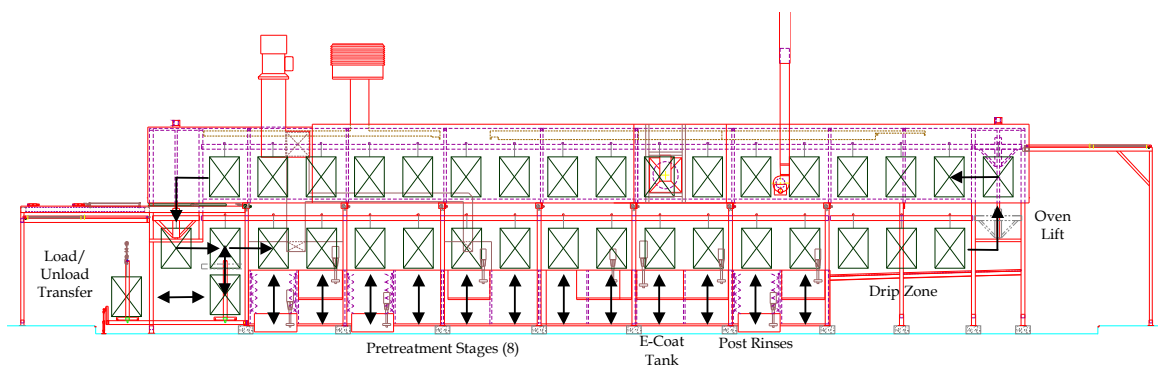 Load/
Unload
Transfer
Oven
Lift
Drip Zone
Pretreatment Stages (8)
E-Coat
Tank
Post Rinses